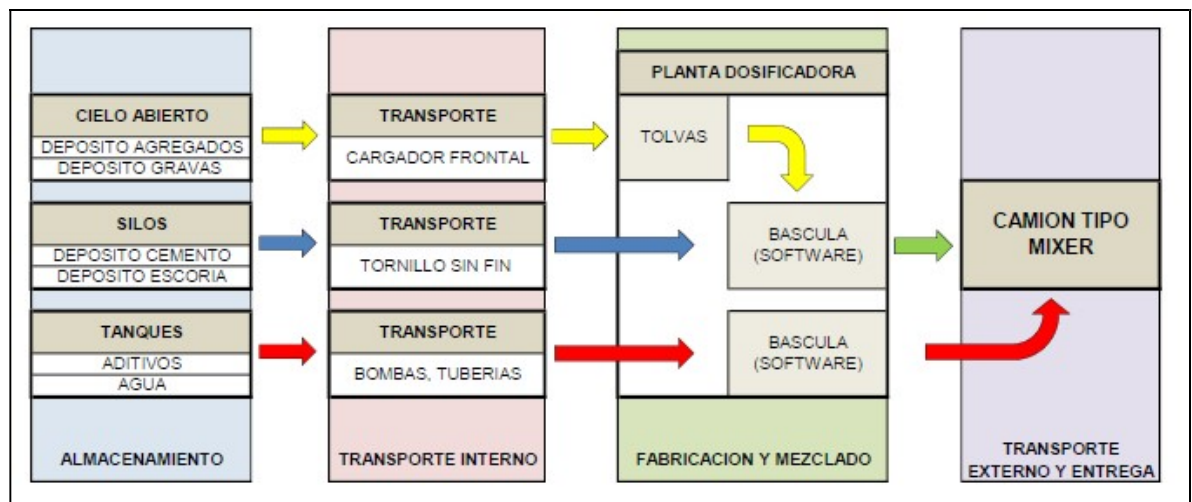 CIELO ABIERTO
DEPOSITO AGREGADOS
DEPOSITO GRAVAS
SILOS
DEPOSITO CEMENTO
DEPOSITO ESCORIA
TANQUES
ADITIVOS
AGUA
ALMACENAMIENTO
TRANSPORTE
CARGADOR FRONTAL
TRANSPORTE
TORNILLO SIN FIN
TRANSPORTE
BOMBAS, TUBERIAS
TRANSPORTE INTERNO
PLANTA DOSIFICADORA
TOLVAS
BASCULA
(SOFTWARE)
BASCULA
(SOFTWARE)
FABRICACION Y MEZCLADO
CAMION TIPO
MIXER
TRANSPORTE
EXTERNO Y ENTREGA